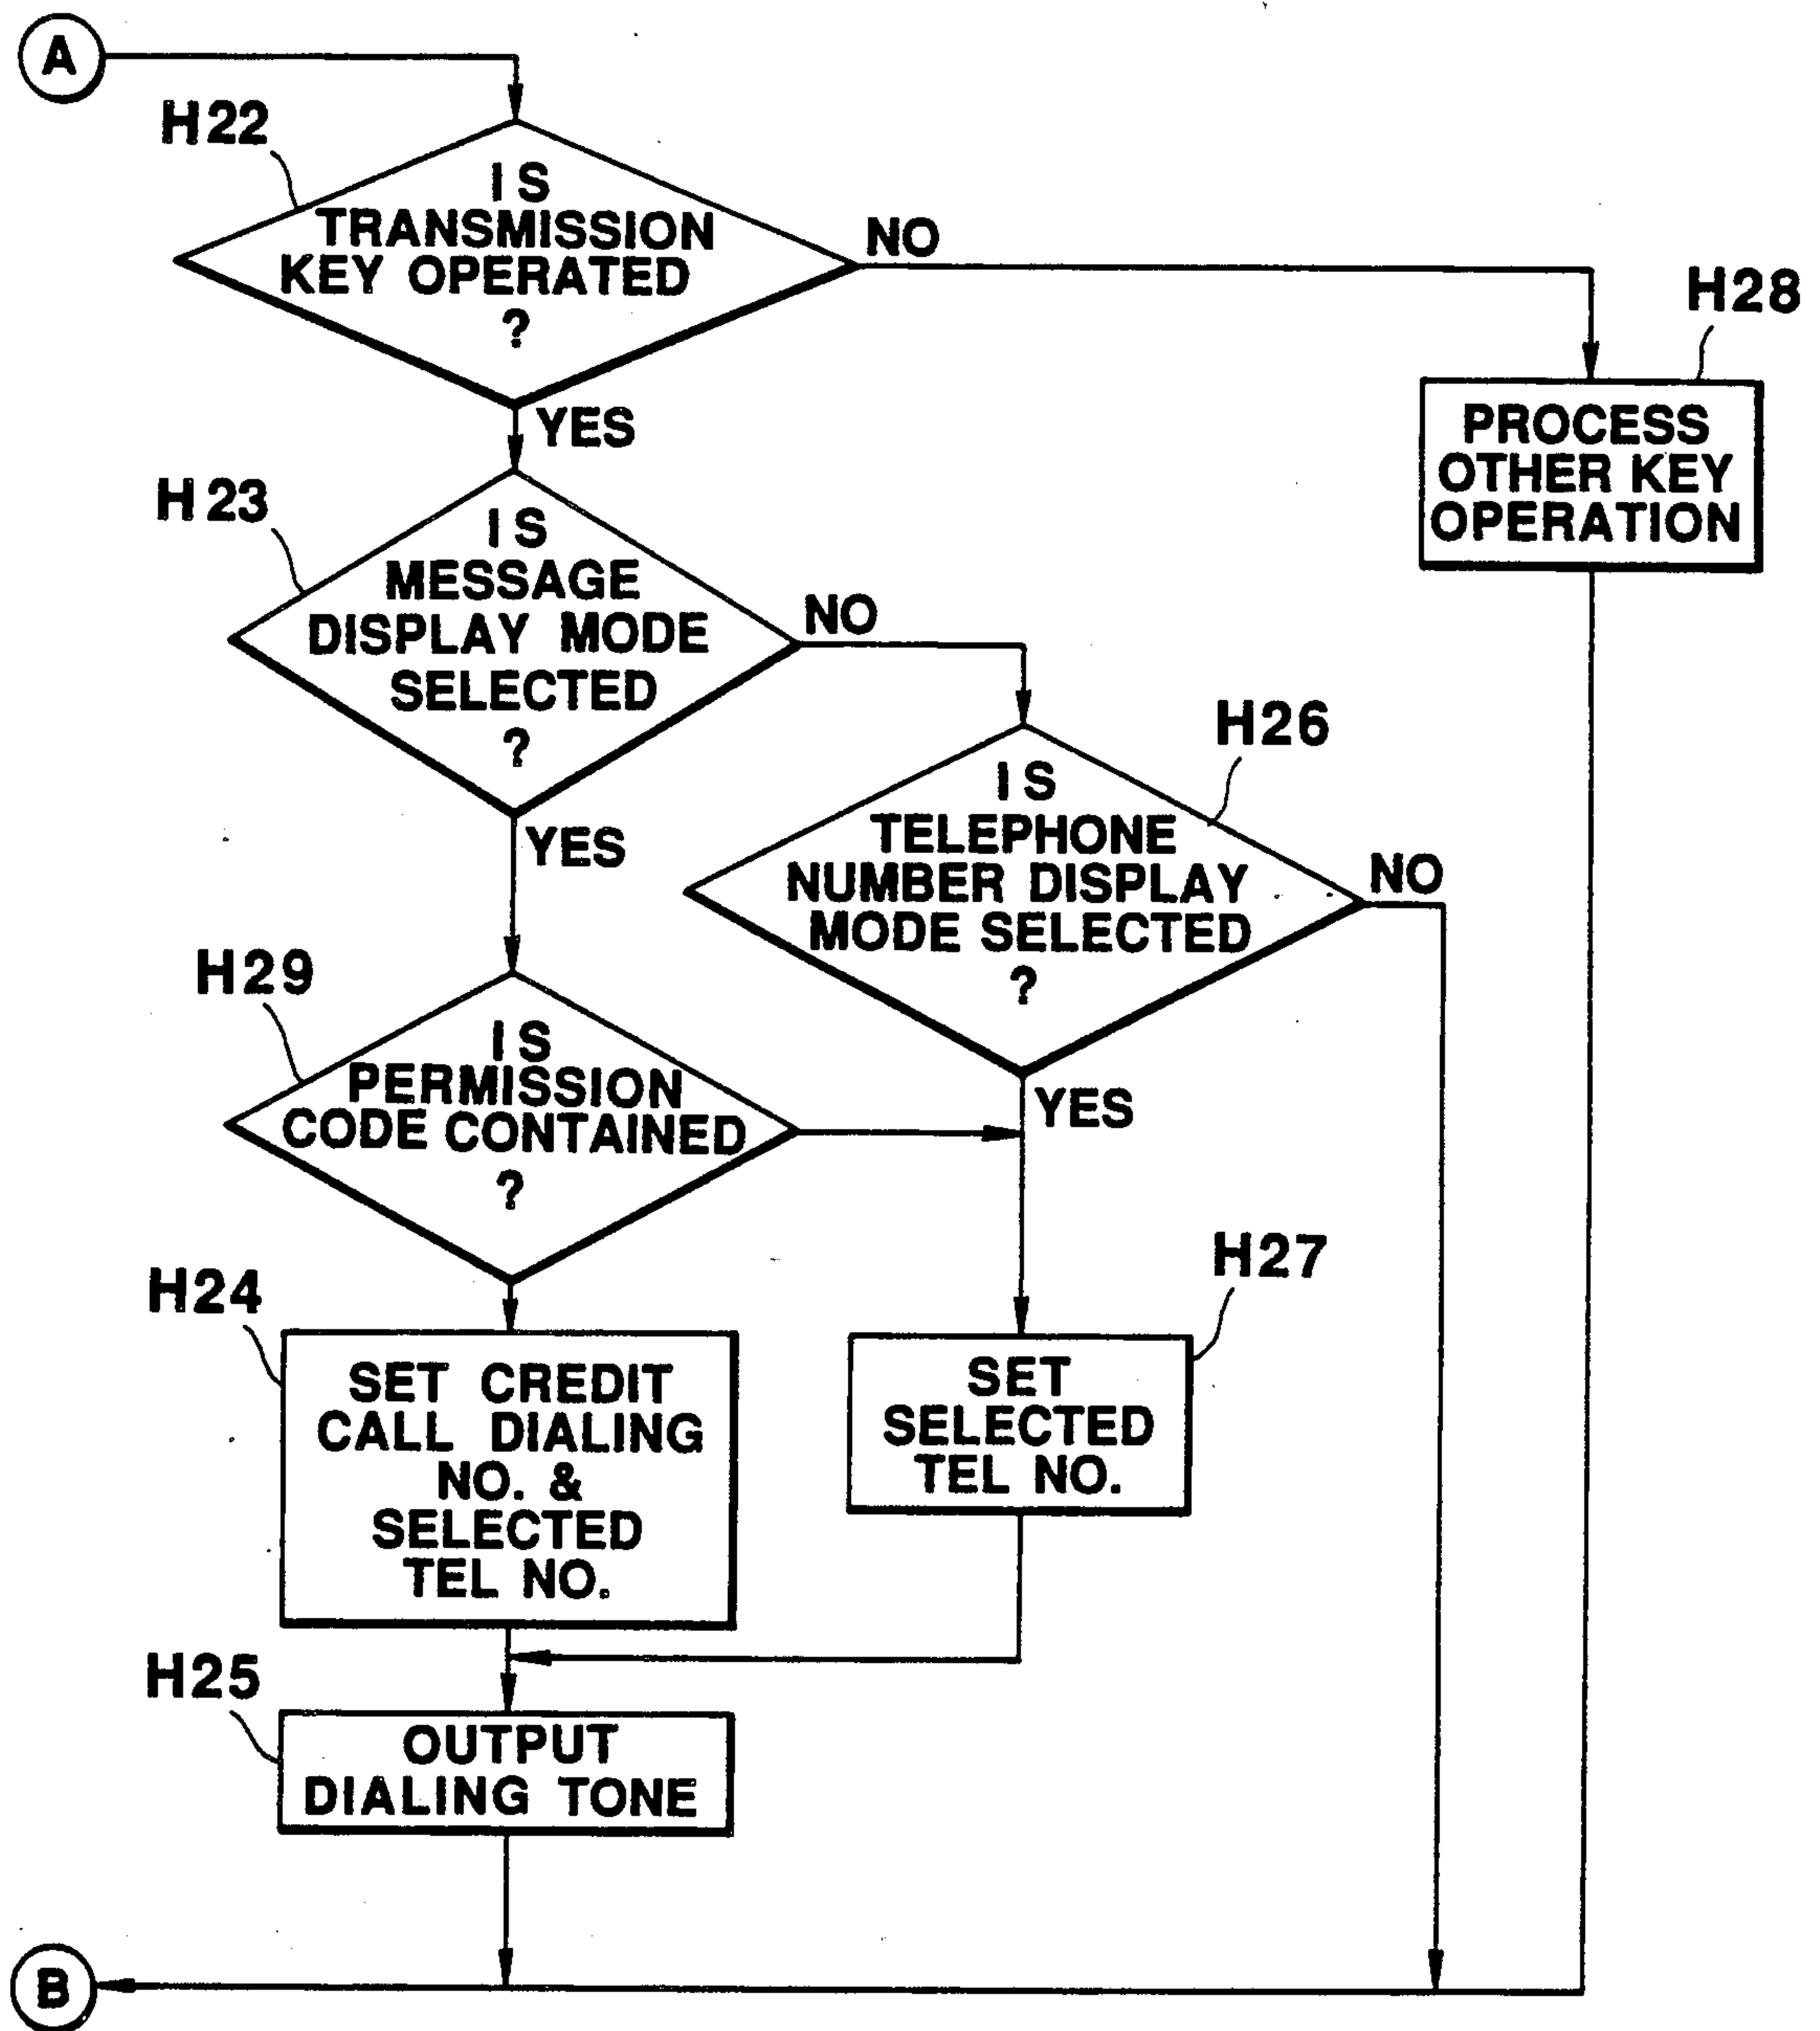 A
H22
IS
TRANSMISSION
KEY OPERATED
?
NO
YES
H28
PROCESS
OTHER KEY
OPERATION
H23
IS
MESSAGE
DISPLAY MODE
SELECTED
?
NO
YES
H26
IS
TELEPHONE
NUMBER DISPLAY
MODE SELECTED
?
NO
YES
H29
IS
PERMISSION
CODE CONTAINED
?
H24
SET CREDIT
CALL DIALING
NO. &
SELECTED
TEL NO.
H27
SET
SELECTED
TEL NO.
H25
OUTPUT
DIALING TONE
B